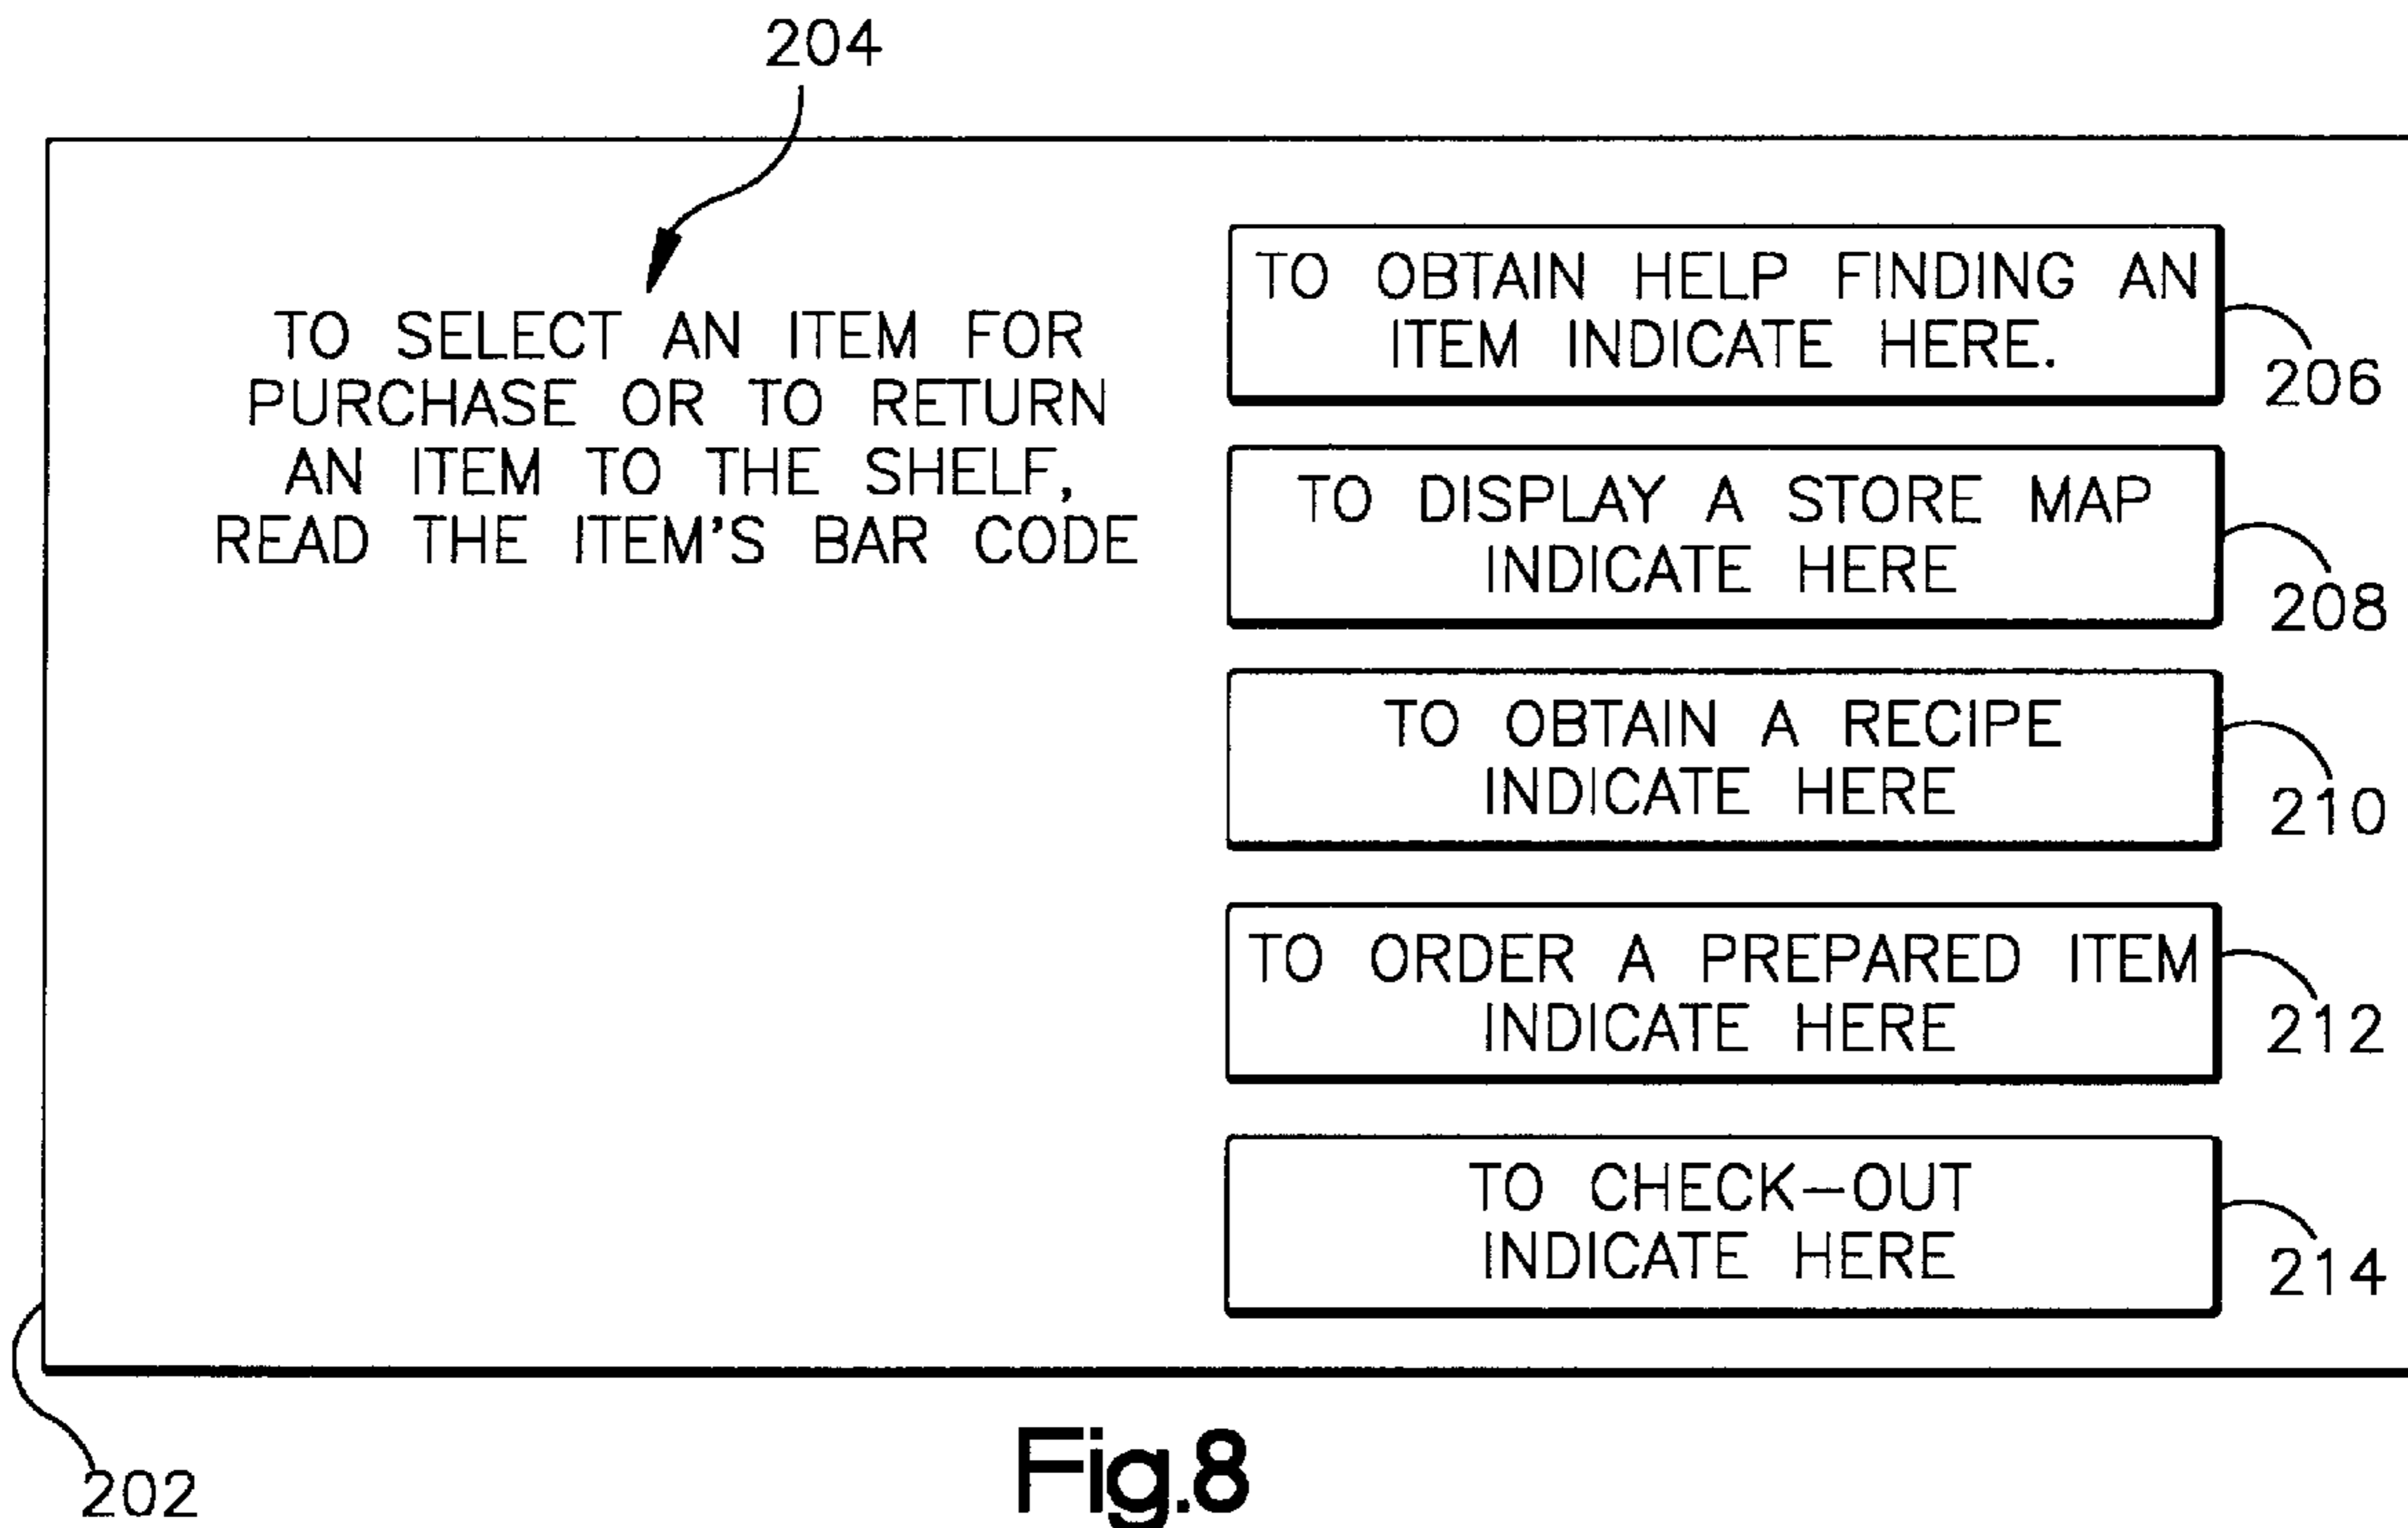 204
TO SELECT AN ITEM FOR
PURCHASE OR TO RETURN
AN ITEM TO THE SHELF,
READ THE ITEM'S BAR CODE
TO OBTAIN HELP FINDING AN
ITEM INDICATE HERE.
206
TO DISPLAY A STORE MAP
INDICATE HERE
208
TO OBTAIN A RECIPE
INDICATE HERE
210
TO ORDER A PREPARED ITEM
INDICATE HERE
212
TO CHECK-OUT
INDICATE HERE
214
202
Fig.8